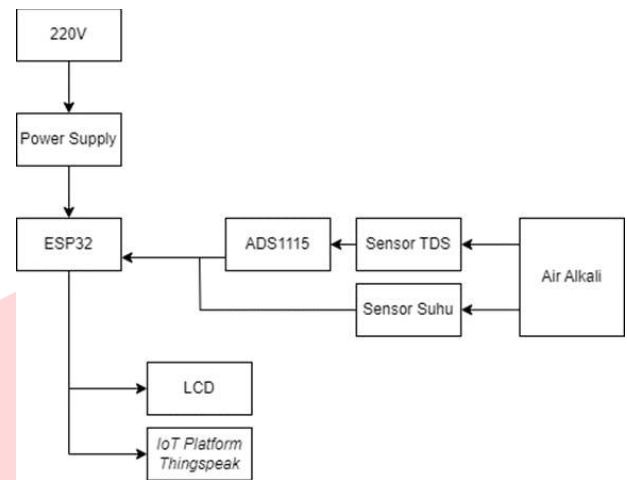 220V
Power Supply
ESP32
ADS1115
Sensor TDS
Air Alkali
Sensor Suhu
LCD
IoT Platform
Thingspeak